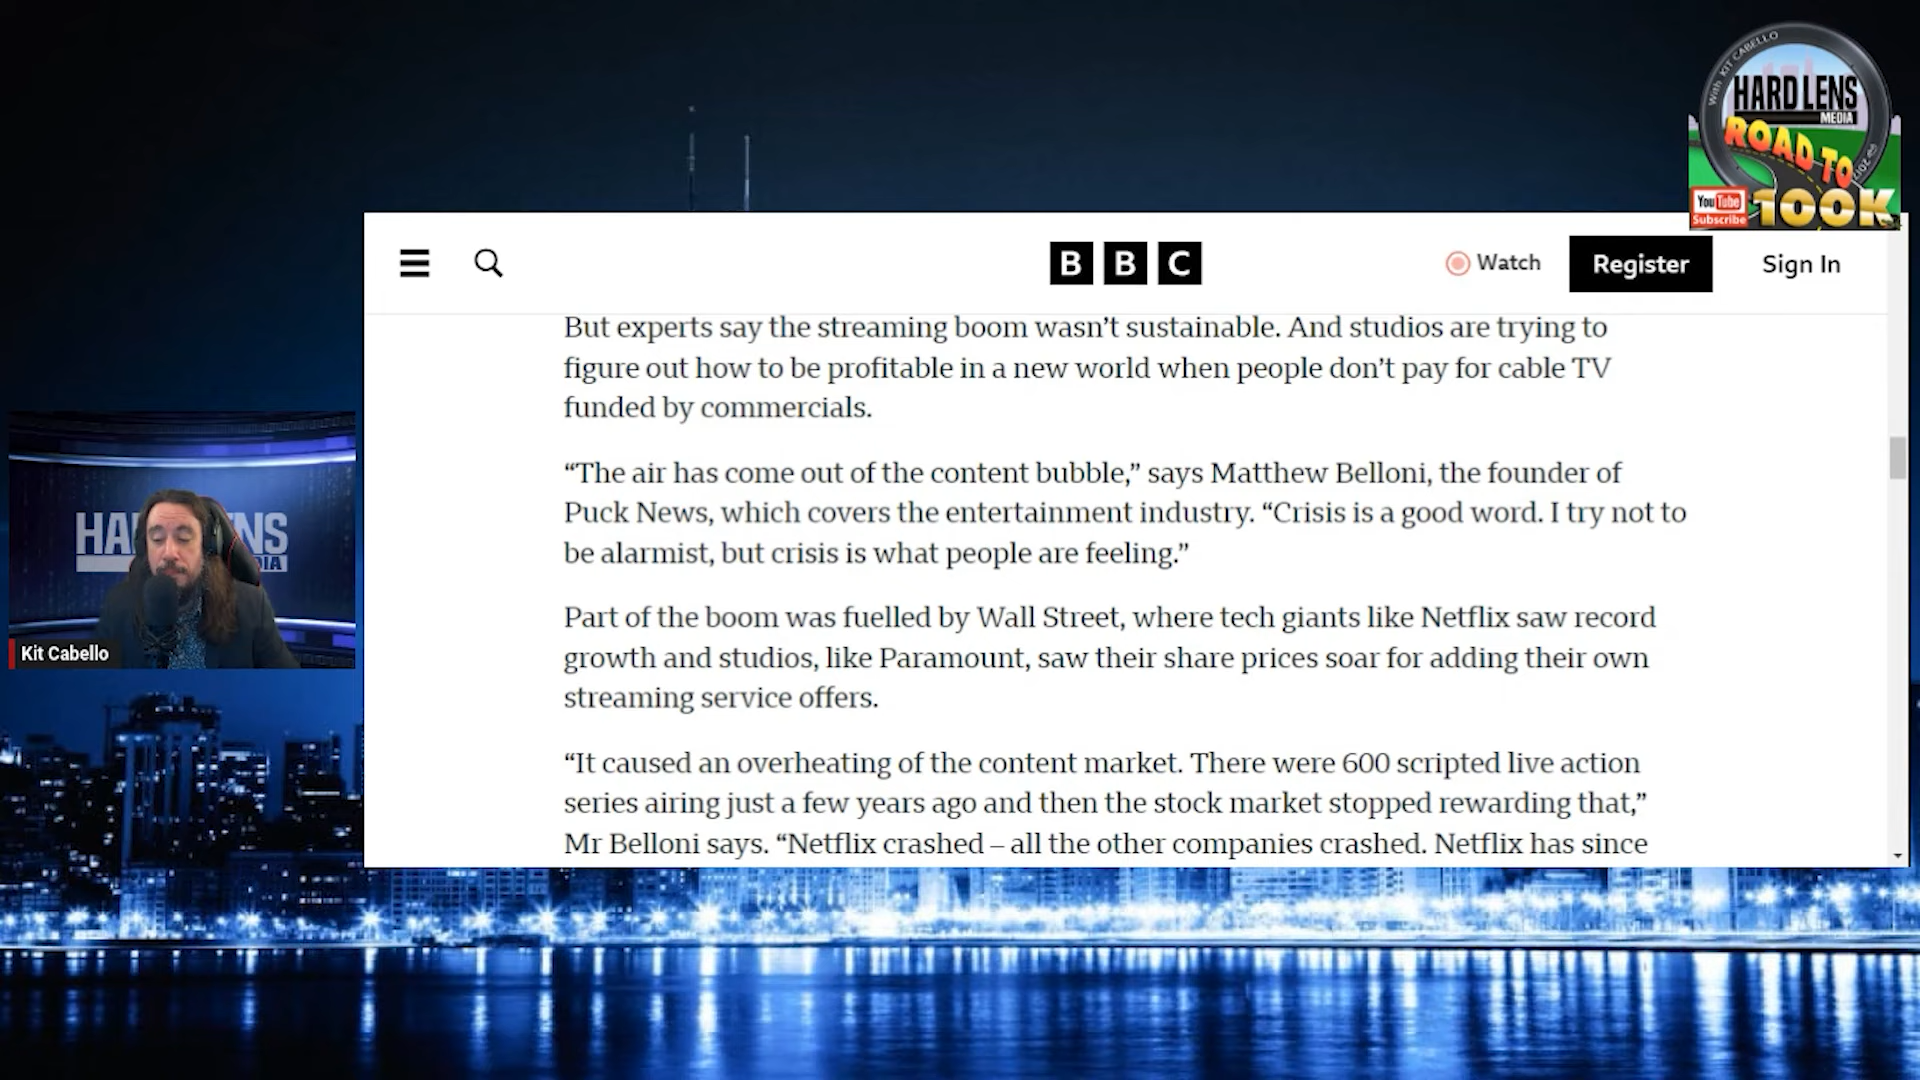 With KIT CABELLO
HARD LENS
MEDIA
ROAD TO
100K
YouTube
Subscribe
BBC
Watch
Register
Sign In
But experts say the streaming boom wasn’t sustainable. And studios are trying to
figure out how to be profitable in a new world when people don’t pay for cable TV
funded by commercials.
“The air has come out of the content bubble,” says Matthew Belloni, the founder of
Puck News, which covers the entertainment industry. “Crisis is a good word. I try not to
be alarmist, but crisis is what people are feeling.”
Part of the boom was fuelled by Wall Street, where tech giants like Netflix saw record
growth and studios, like Paramount, saw their share prices soar for adding their own
streaming service offers.
“It caused an overheating of the content market. There were 600 scripted live action
series airing just a few years ago and then the stock market stopped rewarding that,”
Mr Belloni says. “Netflix crashed – all the other companies crashed. Netflix has since
Kit Cabello